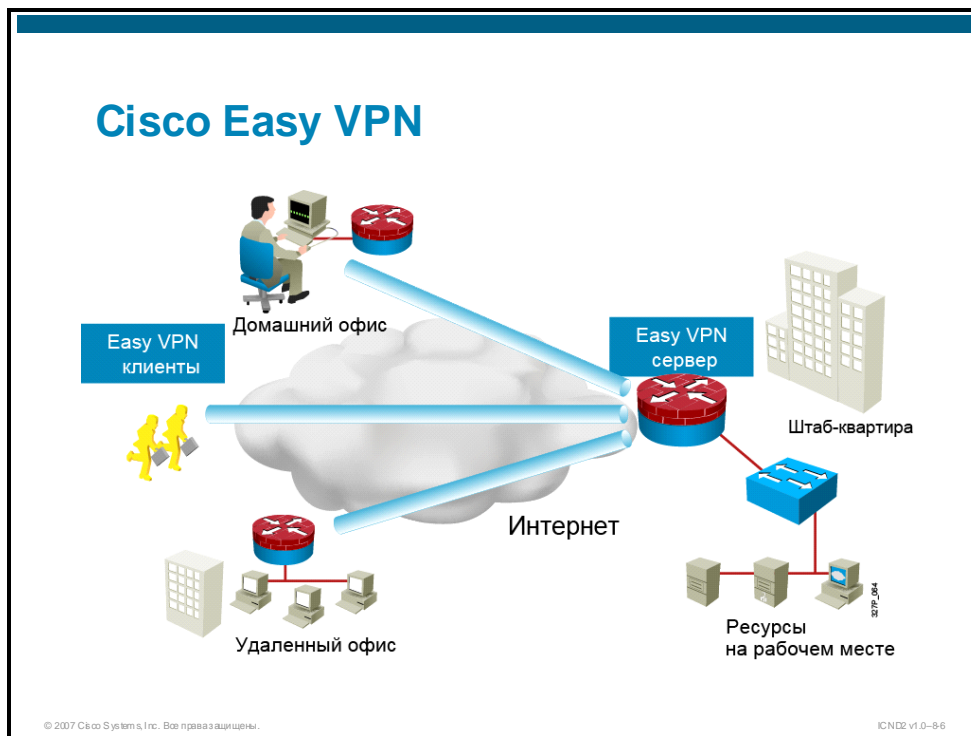 Cisco Easy VPN
Домашний офис
Easy VPN
клиенты
Easy VPN
сервер
Штаб-квартира
Интернет
Удаленный офис
Ресурсы
на рабочем месте
327P_064
© 2007 Cisco Systems, Inc. Все права защищены.
ICND2 v1.0—8-6